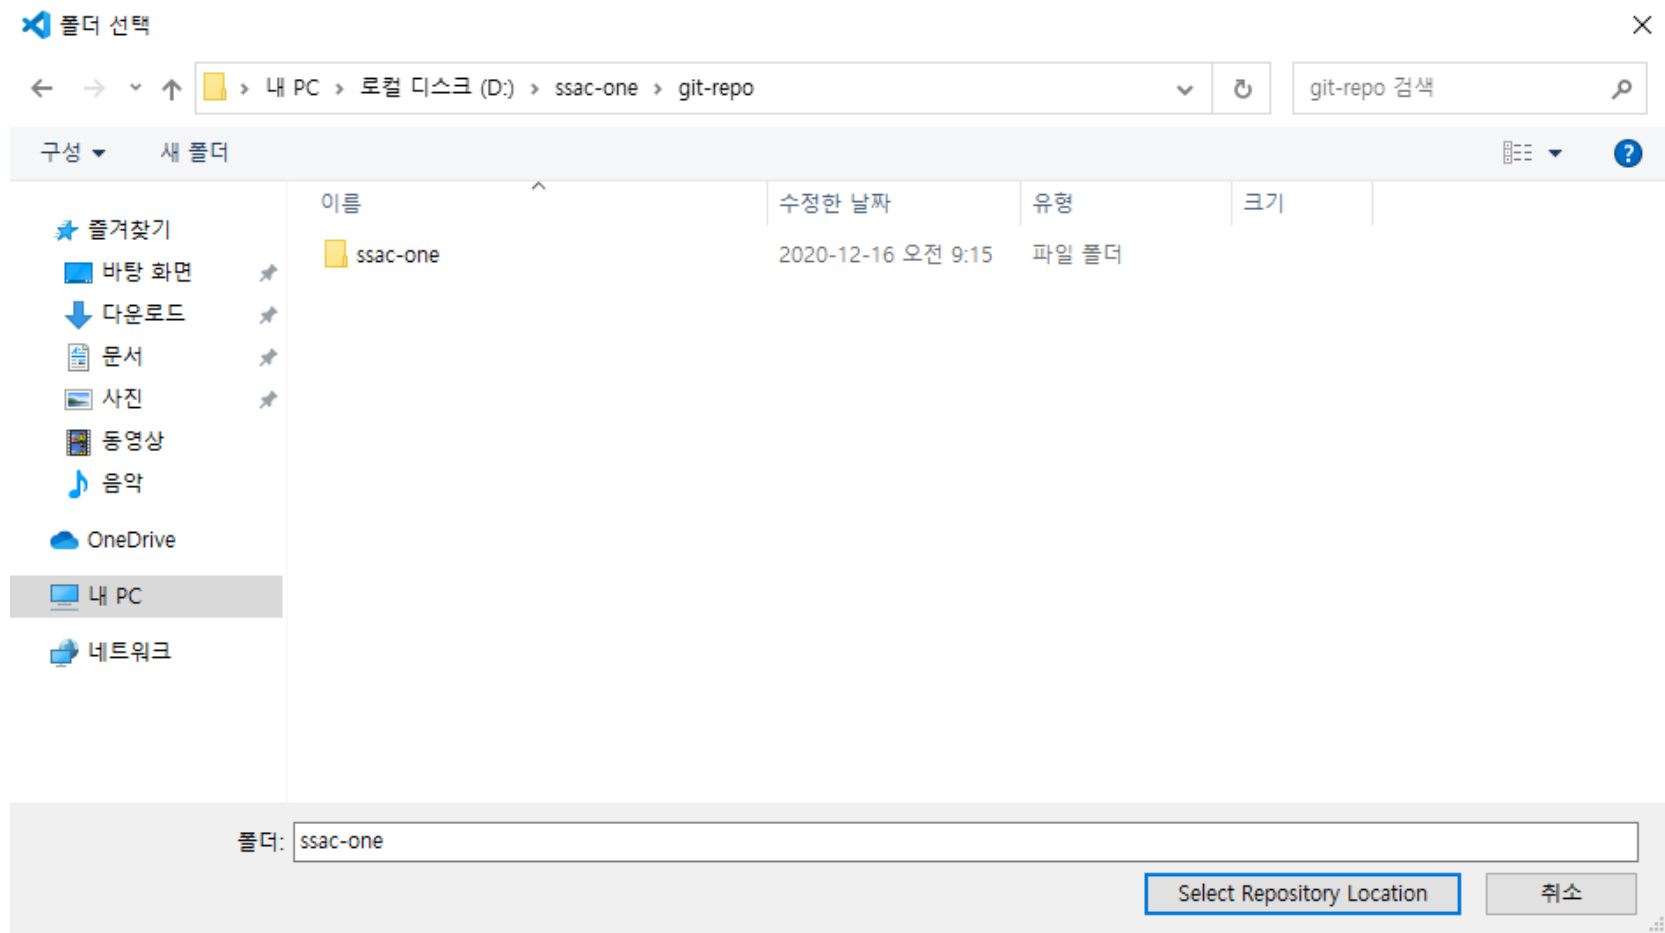 폴더 선택
내 PC > 로컬 디스크 (D:) > ssac-one > git-repo
git-repo 검색
구성 새 폴더
이름 수정한 날짜 유형 크기
ssac-one 2020-12-16 오전 9:15 파일 폴더
즐겨찾기
바탕 화면
다운로드
문서
사진
동영상
음악
OneDrive
내 PC
네트워크
폴더: ssac-one
Select Repository Location 취소